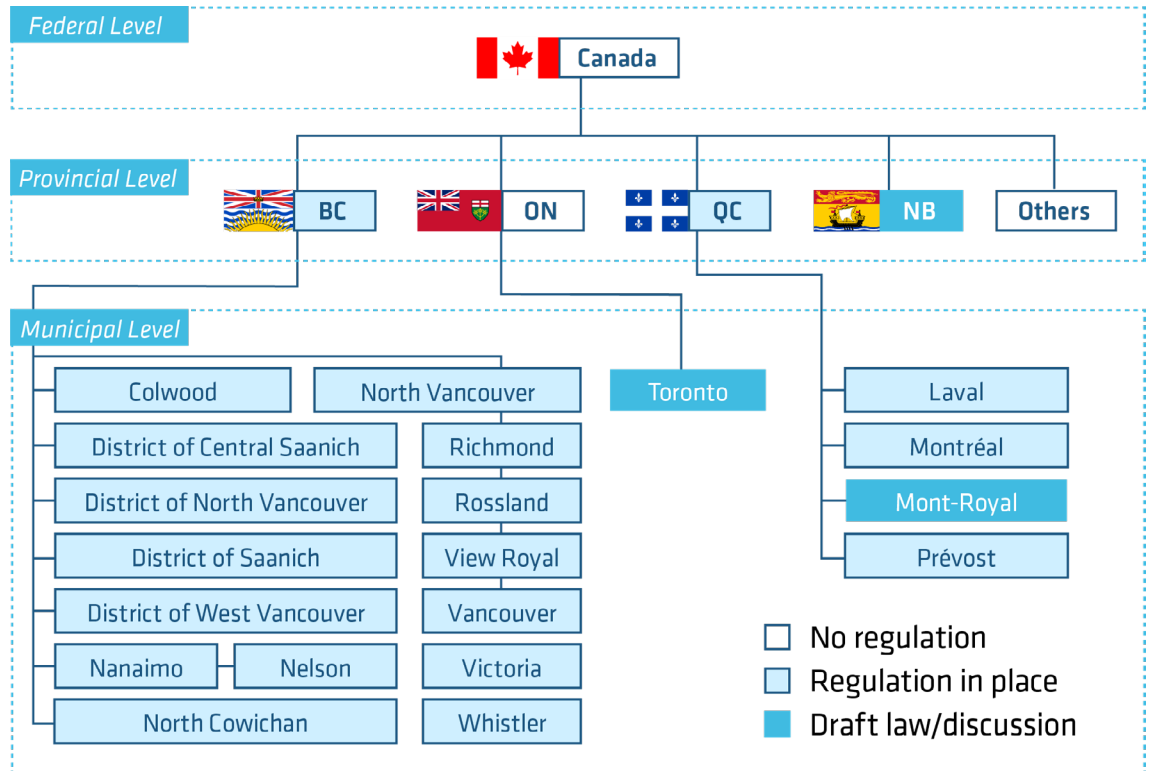 Federal Level
Canada
Provincial Level
BC
ON
QC
NB
Others
Municipal Level
Colwood
North Vancouver
District of Central Saanich
Richmond
District of North Vancouver
Rossland
District of Saanich
View Royal
District of West Vancouver
Vancouver
Nanaimo
Nelson
Victoria
North Cowichan
Whistler
Toronto
Laval
Montréal
Mont-Royal
Prévost
No regulation
Regulation in place
Draft law/discussion